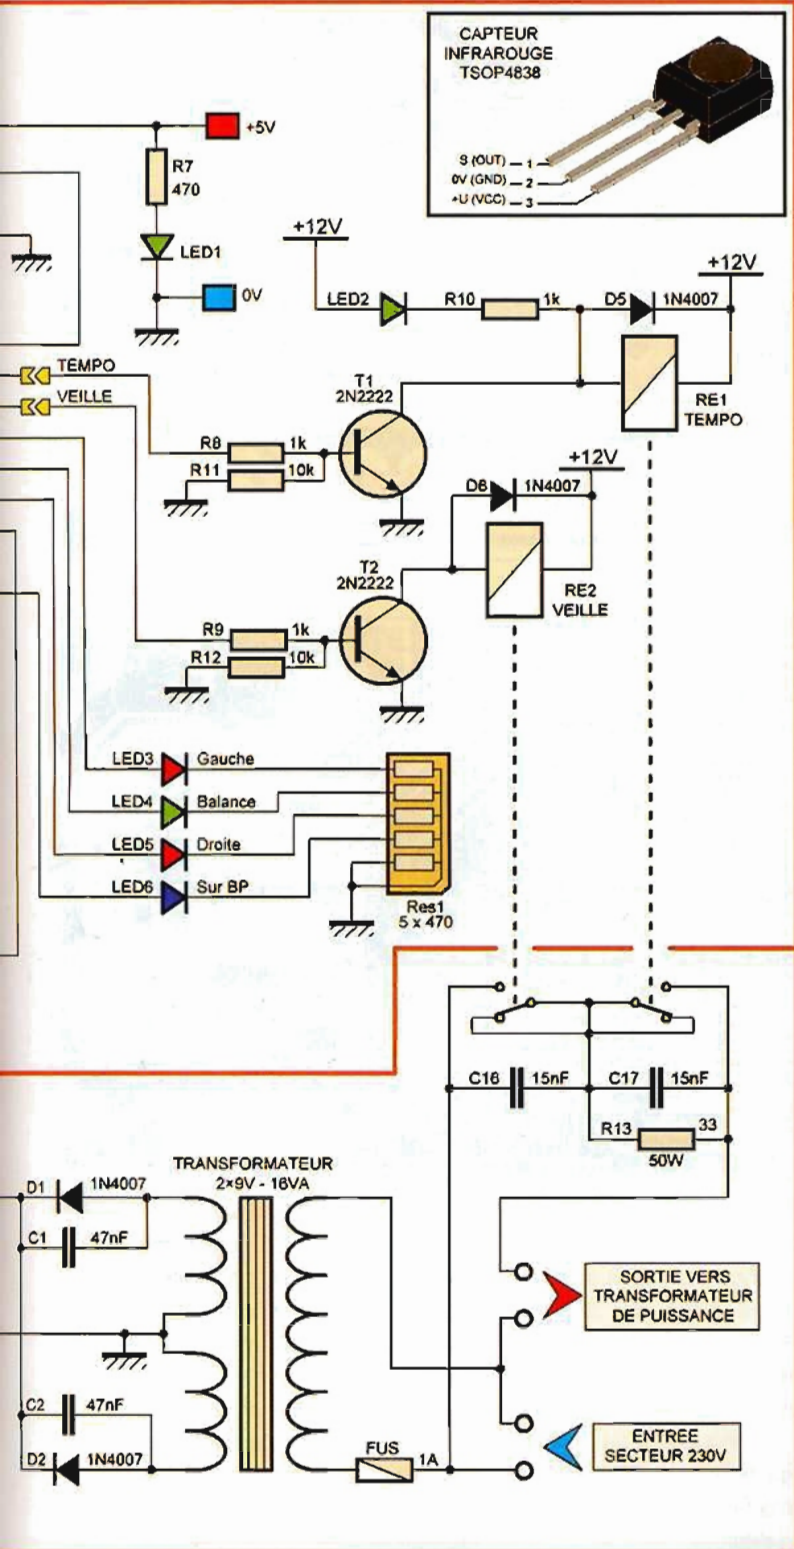 CAPTEUR
INFRAROUGE
TSOP4838
S (OUT) 1
0V (GND) 2
+U (VCC) 3
+5V
R7
470
LED1
0V
+12V
+12V
LED2
R10
1k
D5
1N4007
TEMPO
VEILLE
T1
2N2222
RE1
TEMPO
R8
1k
R11
10k
+12V
D6
1N4007
T2
2N2222
RE2
VEILLE
R9
1k
R12
10k
LED3
Gauche
LED4
Balance
LED5
Droite
LED6
Sur BP
Res1
5 x 470
C16
15nF
C17
15nF
R13
33
50W
TRANSFORMATEUR
2×9V - 16VA
D1
1N4007
C1
47nF
SORTIE VERS
TRANSFORMATEUR
DE PUISSANCE
C2
47nF
D2
1N4007
FUS
1A
ENTREE
SECTEUR 230V